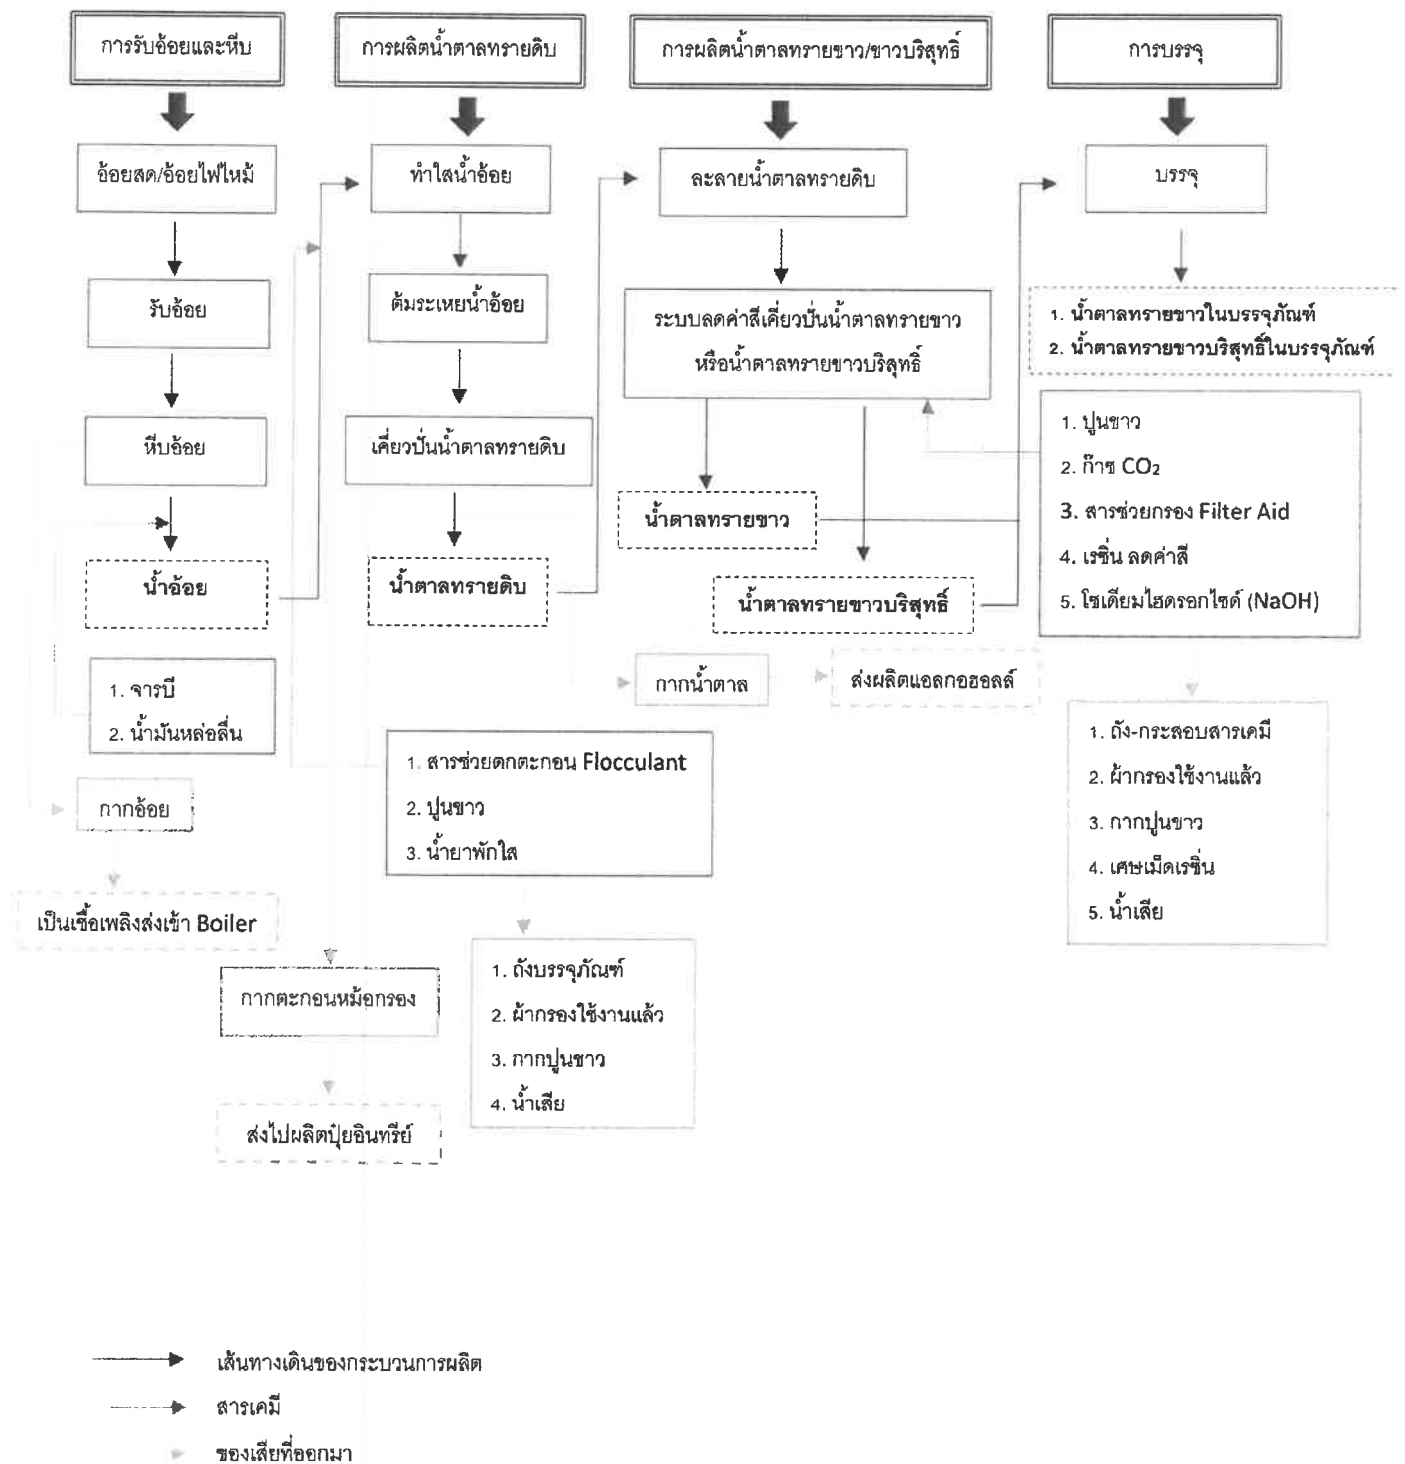 การรับอ้อยและหีบ
การผลิตน้ำตาลทรายดิบ
การผลิตน้ำตาลทรายขาว/ขาวบริสุทธิ์
การบรรจุ
อ้อยสด/อ้อยไฟไหม้
ทำใสน้ำอ้อย
ละลายน้ำตาลทรายดิบ
บรรจุ
รับอ้อย
ต้มระเหยน้ำอ้อย
ระบบลดค่าสีเคี่ยวปั่นน้ำตาลทรายขาว
หรือน้ำตาลทรายขาวบริสุทธิ์
1. น้ำตาลทรายขาวในบรรจุภัณฑ์
2. น้ำตาลทรายขาวบริสุทธิ์ในบรรจุภัณฑ์
หีบอ้อย
เคี่ยวปั่นน้ำตาลทรายดิบ
1. ปูนขาว
2. ก๊าซ CO₂
3. สารช่วยกรอง Filter Aid
4. เรซิ่น ลดค่าสี
5. โซเดียมไฮดรอกไซด์ (NaOH)
น้ำตาลทรายขาว
น้ำอ้อย
น้ำตาลทรายดิบ
น้ำตาลทรายขาวบริสุทธิ์
1. จารบี
2. น้ำมันหล่อลื่น
กากน้ำตาล
ส่งผลิตแอลกอฮอลล์
1. สารช่วยตกตะกอน Flocculant
2. ปูนขาว
3. น้ำยาพักใส
1. ถัง-กระสอบสารเคมี
2. ผ้ากรองใช้งานแล้ว
3. กากปูนขาว
4. เศษเม็ดเรซิ่น
5. น้ำเสีย
กากอ้อย
เป็นเชื้อเพลิงส่งเข้า Boiler
กากตะกอนหม้อกรอง
1. ถังบรรจุภัณฑ์
2. ผ้ากรองใช้งานแล้ว
3. กากปูนขาว
4. น้ำเสีย
ส่งไปผลิตปุ๋ยอินทรีย์
เส้นทางเดินของกระบวนการผลิต
สารเคมี
ของเสียที่ออกมา